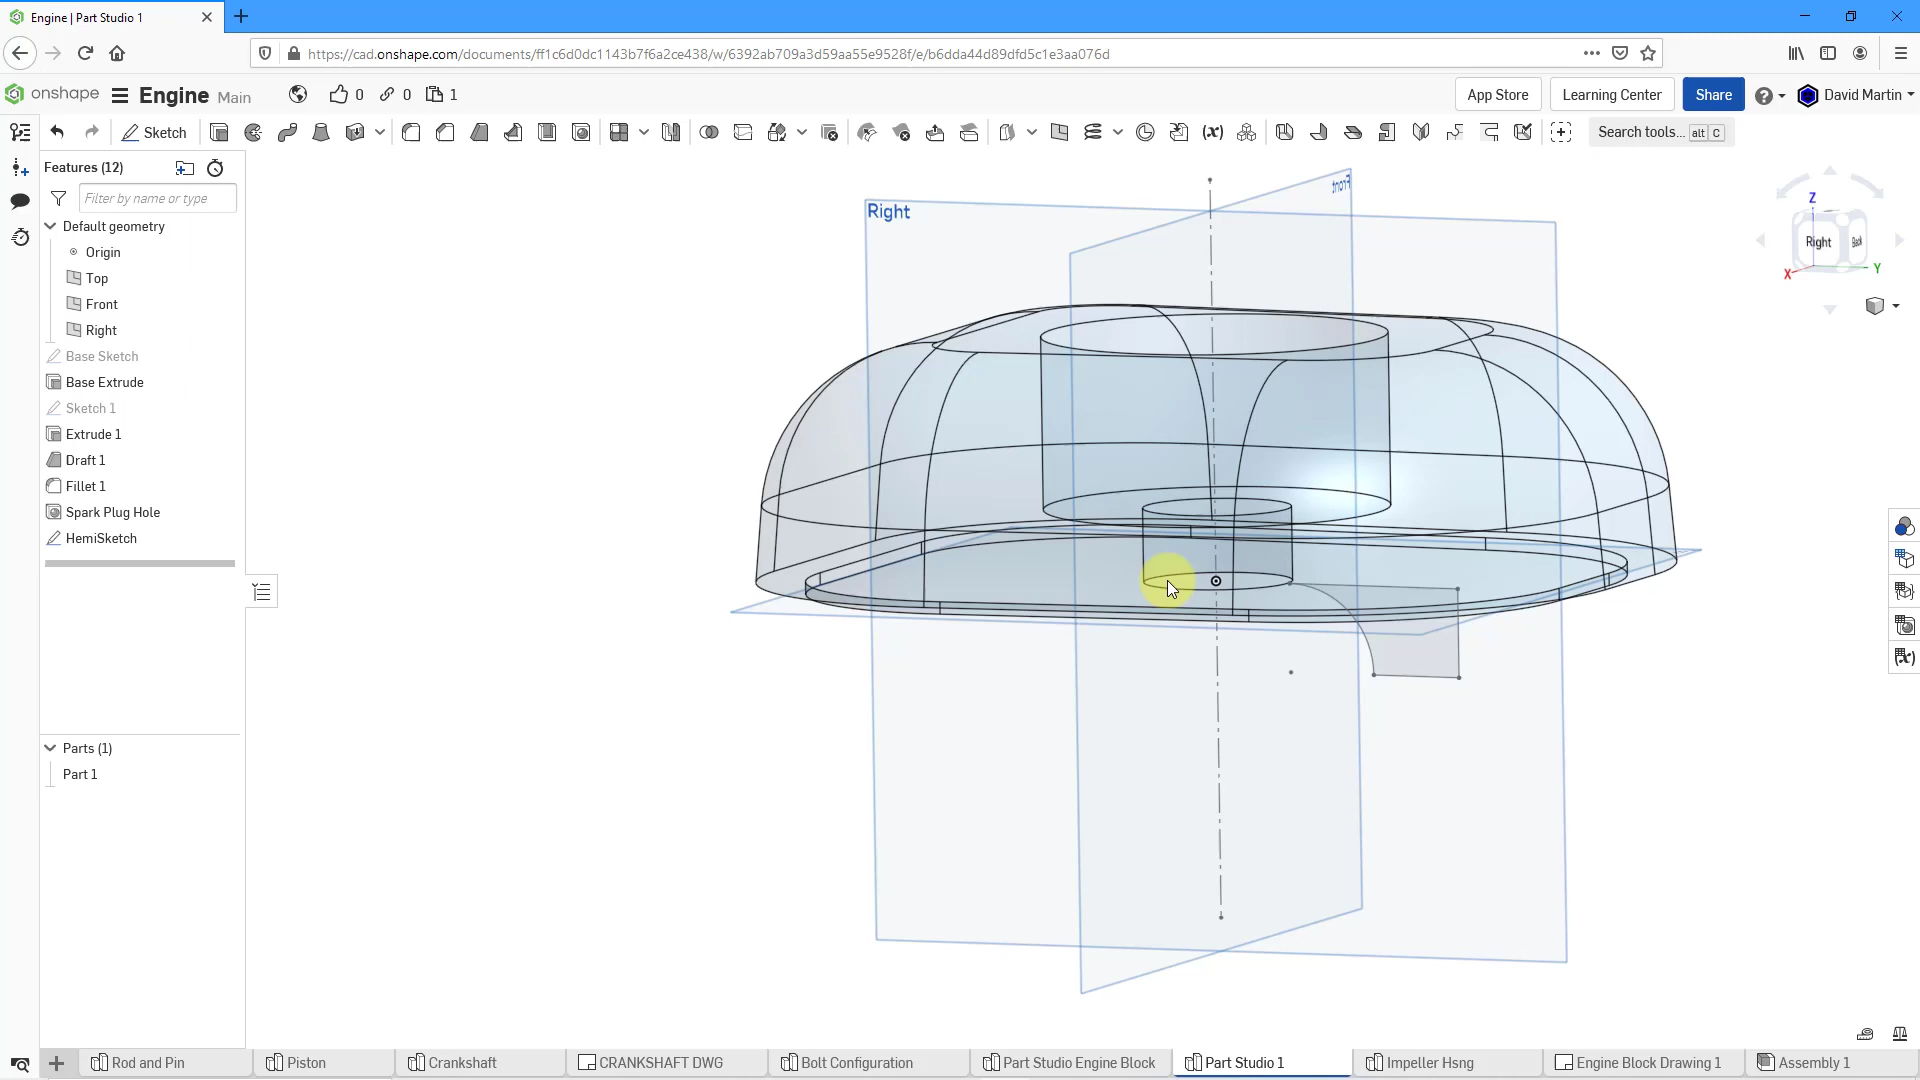 Engine | Part Studio 1
https://cad.onshape.com/documents/ff1c6d0dc1143b7f6a2ce438/w/6392ab709a3d59aa55e9528f/e/b6dda44d89dfd5c1e3aa076d
onshape Engine Main 0 0 1 App Store Learning Center Share David Martin
Sketch Search tools... alt C
Features (12)
Filter by name or type
Default geometry
Origin
Top
Front
Right
Base Sketch
Base Extrude
Sketch 1
Extrude 1
Draft 1
Fillet 1
Spark Plug Hole
HemiSketch
Parts (1)
Part 1
Right
Front
Z
Right Back
X Y
Rod and Pin Piston Crankshaft CRANKSHAFT DWG Bolt Configuration Part Studio Engine Block Part Studio 1 Impeller Hsng Engine Block Drawing 1 Assembly 1